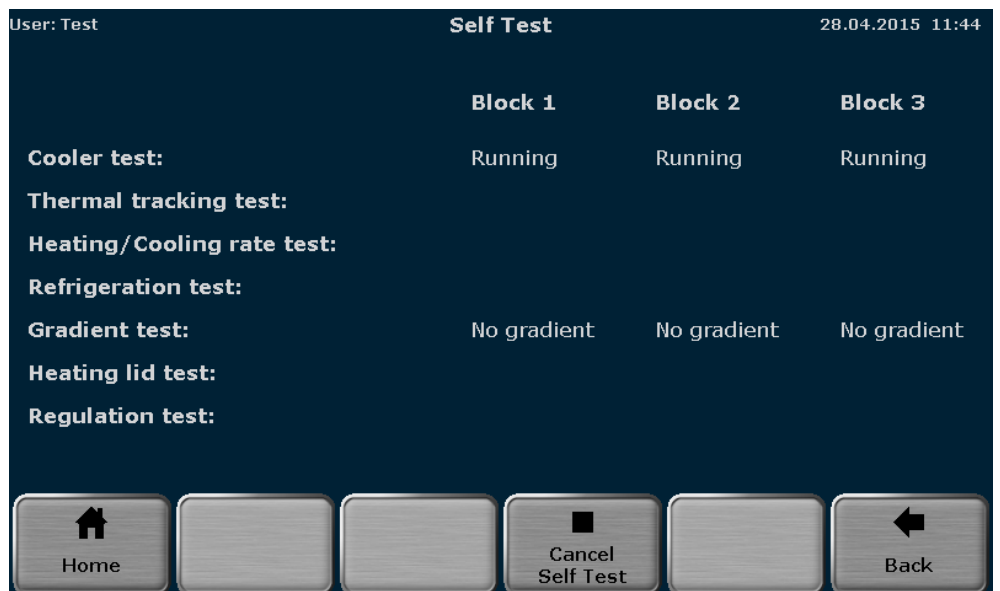 User: Test Self Test 28.04.2015 11:44
Block 1 Block 2 Block 3
Cooler test: Running Running Running
Thermal tracking test:
Heating/Cooling rate test:
Refrigeration test:
Gradient test: No gradient No gradient No gradient
Heating lid test:
Regulation test:
Home
Cancel
Self Test
Back